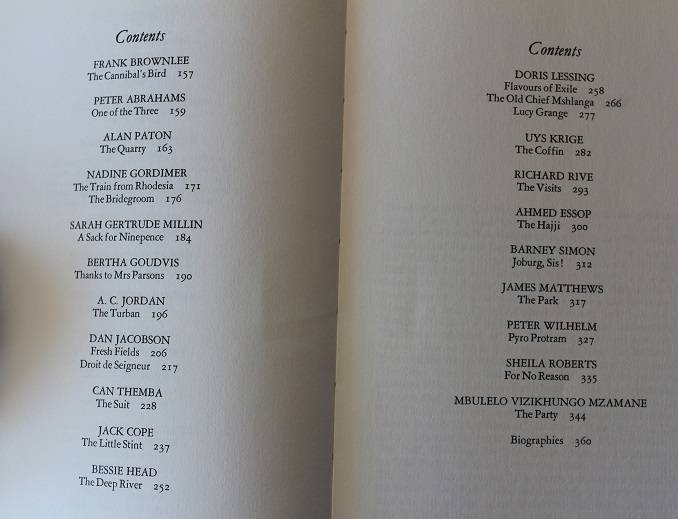 Contents
FRANK BROWNLEE
The Cannibal's Bird 157
PETER ABRAHAMS
One of the Three 159
ALAN PATON
The Quarry 163
NADINE GORDIMER
The Train from Rhodesia 171
The Bridegroom 176
SARAH GERTRUDE MILLIN
A Sack for Ninepence 184
BERTHA GOUDVIS
Thanks to Mrs Parsons 190
A. C. JORDAN
The Turban 196
DAN JACOBSON
Fresh Fields 206
Droit de Seigneur 217
CAN THEMBA
The Suit 228
JACK COPE
The Little Stint 237
BESSIE HEAD
The Deep River 252
Contents
DORIS LESSING
Flavours of Exile 258
The Old Chief Mshlanga 266
Lucy Grange 277
UYS KRIGE
The Coffin 282
RICHARD RIVE
The Visits 293
AHMED ESSOP
The Hajji 300
BARNEY SIMON
Joburg, Sis! 312
JAMES MATTHEWS
The Park 317
PETER WILHELM
Pyro Protram 327
SHEILA ROBERTS
For No Reason 335
MBULELO VIZIKHUNGO MZAMANE
The Party 344
Biographies 360